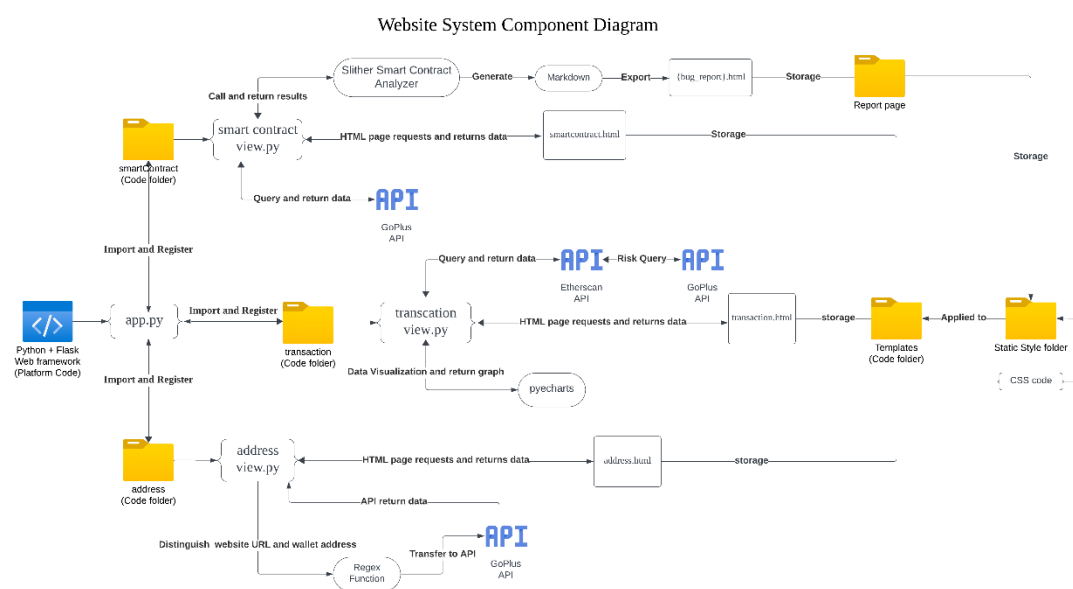 Website System Component Diagram
Slither Smart Contract
Analyzer
Generate
Markdown
Export
{bug_report}.html
Storage
Report page
Call and return results
smart contract
view.py
HTML page requests and returns data
smartcontract.html
Storage
Storage
smartContract
(Code folder)
Query and return data
API
GoPlus
API
Import and Register
Query and return data
API
Etherscan
API
Risk Query
API
GoPlus
API
Python + Flask
Web framework
(Platform Code)
app.py
Import and Register
transaction
(Code folder)
transcation
view.py
HTML page requests and returns data
transaction.html
storage
Templates
(Code folder)
Applied to
Static Style folder
CSS code
Import and Register
Data Visualization and return graph
pyecharts
address
(Code folder)
address
view.py
HTML page requests and returns data
address.html
storage
API return data
Distinguish website URL and wallet address
Regex
Function
Transfer to API
API
GoPlus
API